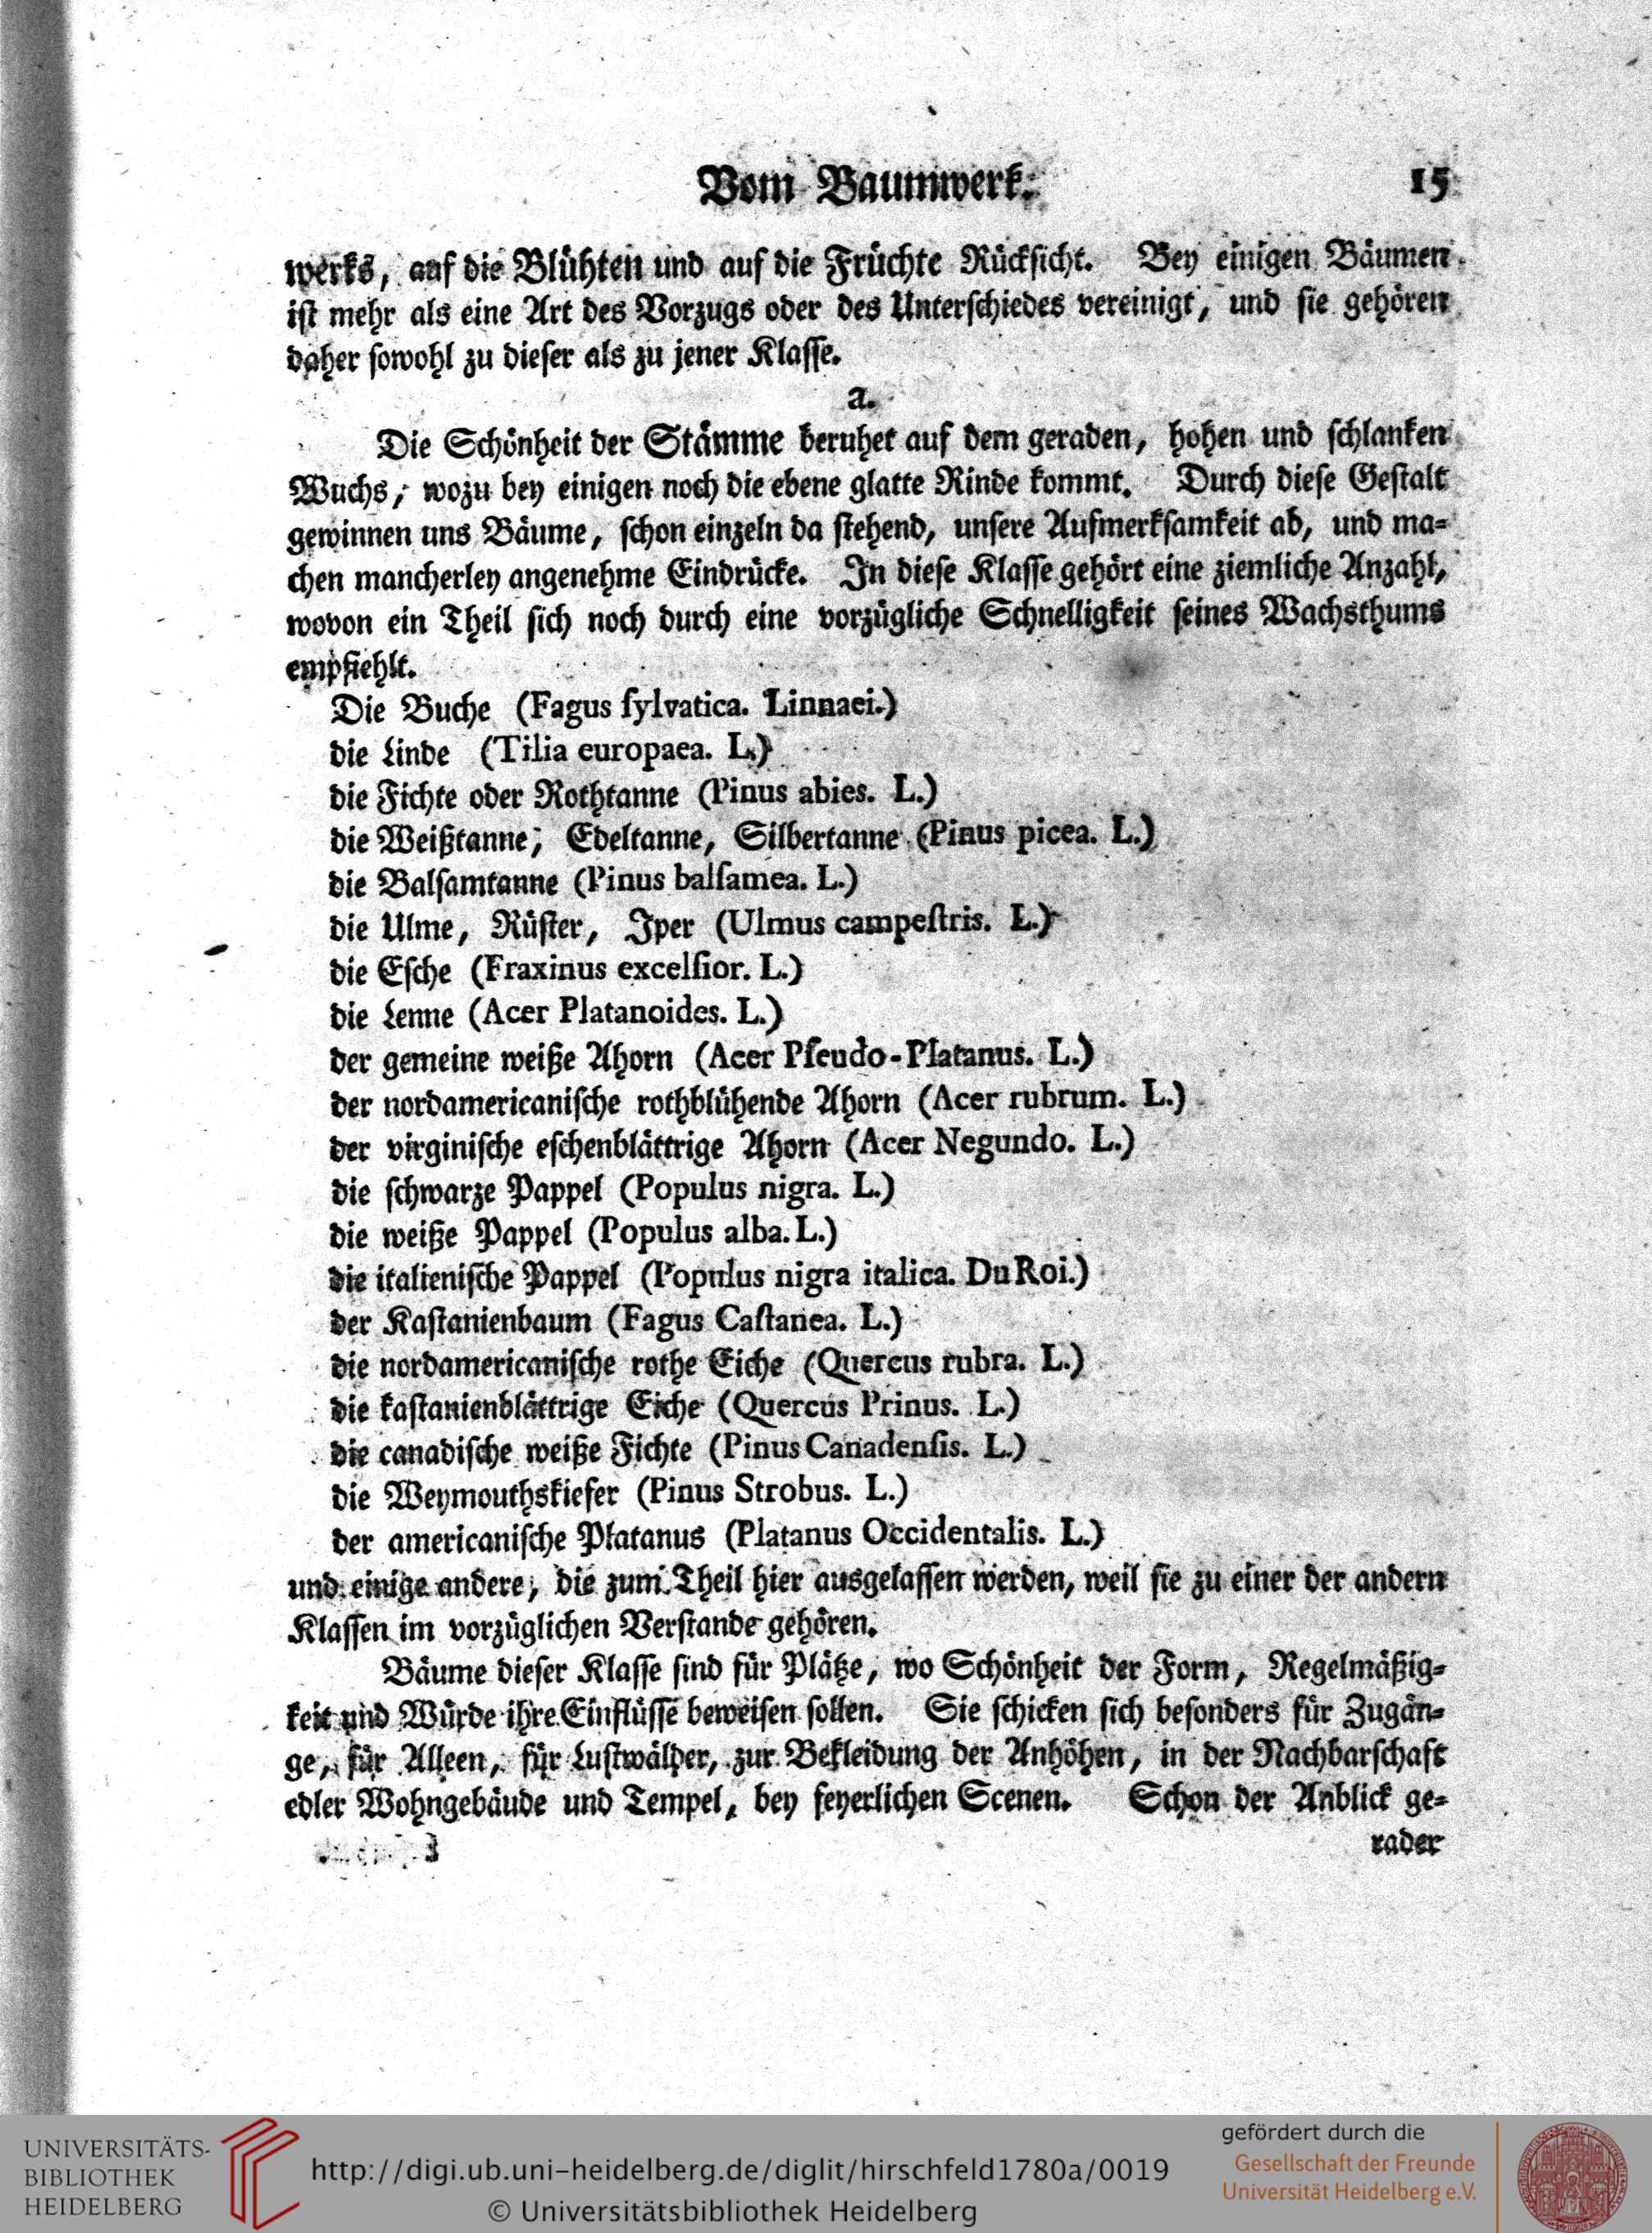 Vom Baumwerk. 15
werks, auf die Blühten und auf die Früchte Rücksicht. Bey einigen Bäumen
ist mehr als eine Art des Vorzugs oder des Unterschiedes vereinigt, und sie gehören
daher sowohl zu dieser als zu jener Klasse.
a.
Die Schönheit der Stämme beruhet auf dem geraden, hohen und schlanken
Wuchs, wozu bey einigen noch die ebene glatte Rinde kommt. Durch diese Gestalt
gewinnen uns Bäume, schon einzeln da stehend, unsere Aufmerksamkeit ab, und ma=
chen mancherley angenehme Eindrücke. In diese Klasse gehört eine ziemliche Anzahl,
wovon ein Theil sich noch durch eine vorzügliche Schnelligkeit seines Wachsthums
empfiehlt.
Die Buche (Fagus ſylvatica. Linnaei.)
die Linde (Tilia europaea. L.)
die Fichte oder Rothtanne (Pinus abies. L.)
die Weißtanne, Edeltanne, Silbertanne (Pinus picea. L.)
die Balsamtanne (Pinus balſamea. L.)
die Ulme, Rüster, Iper (Ulmus campeſtris. L.)
die Esche (Fraxinus excelſior. L.)
die Lenne (Acer Platanoides. L.)
der gemeine weiße Ahorn (Acer Pſeudo-Platanus. L.)
der nordamericanische rothblühende Ahorn (Acer rubrum. L.)
der virginische eschenblättrige Ahorn (Acer Negundo. L.)
die schwarze Pappel (Populus nigra. L.)
die weiße Pappel (Populus alba. L.)
die italienische Pappel (Populus nigra italica. Du Roi.)
der Kastanienbaum (Fagus Caſtanea. L.)
die nordamericanische rothe Eiche (Quercus rubra. L.)
die kastanienblättrige Eiche (Quercus Prinus. L.)
die canadische weiße Fichte (Pinus Canadenſis. L.)
die Weymouthskiefer (Pinus Strobus. L.)
der americanische Platanus (Platanus Occidentalis. L.)
und einige andere, die zum Theil hier ausgelassen werden, weil sie zu einer der andern
Klassen im vorzüglichen Verstande gehören.
Bäume dieser Klasse sind für Plätze, wo Schönheit der Form, Regelmäßig=
keit und Würde ihre Einflüsse beweisen sollen. Sie schicken sich besonders für Zugän=
ge, für Alleen, für Lustwälder, zur Bekleidung der Anhöhen, in der Nachbarschaft
edler Wohngebäude und Tempel, bey feyerlichen Scenen. Schon der Anblick ge=
rader
UNIVERSITÄTS-
BIBLIOTHEK
HEIDELBERG
http://digi.ub.uni-heidelberg.de/diglit/hirschfeld1780a/0019
© Universitätsbibliothek Heidelberg
gefördert durch die
Gesellschaft der Freunde
Universität Heidelberg e.V.